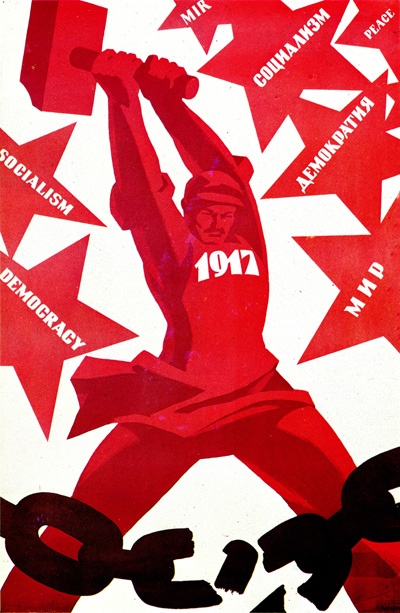 MIR
СОЦИАЛИЗМ
PEACE
ДЕМОКРАТИЯ
SOCIALISM
1917
DEMOCRACY
МИР